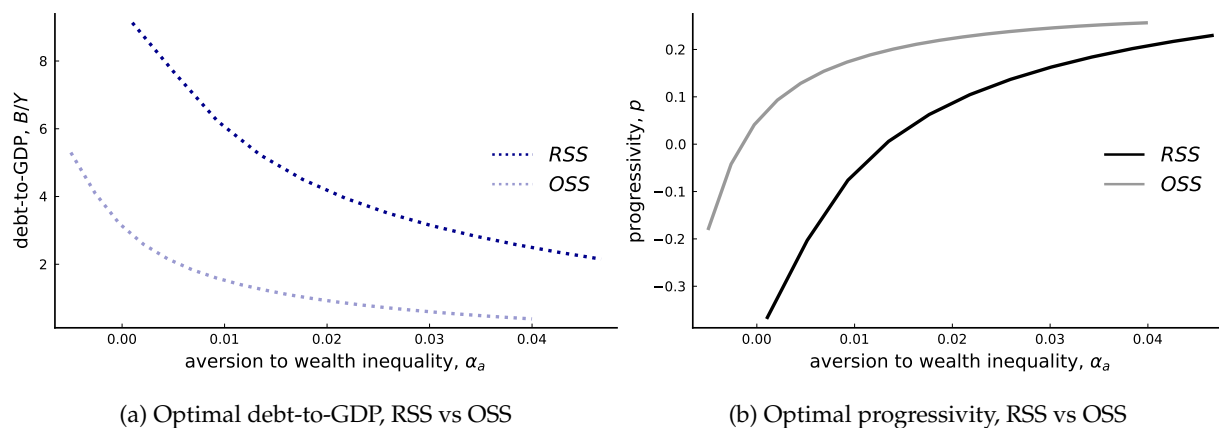 debt-to-GDP, B/Y
8
6
4
2
0.00 0.01 0.02 0.03 0.04
aversion to wealth inequality, αₐ
RSS
OSS
(a) Optimal debt-to-GDP, RSS vs OSS
progressivity, p
0.2
0.1
0.0
−0.1
−0.2
−0.3
0.00 0.01 0.02 0.03 0.04
aversion to wealth inequality, αₐ
RSS
OSS
(b) Optimal progressivity, RSS vs OSS